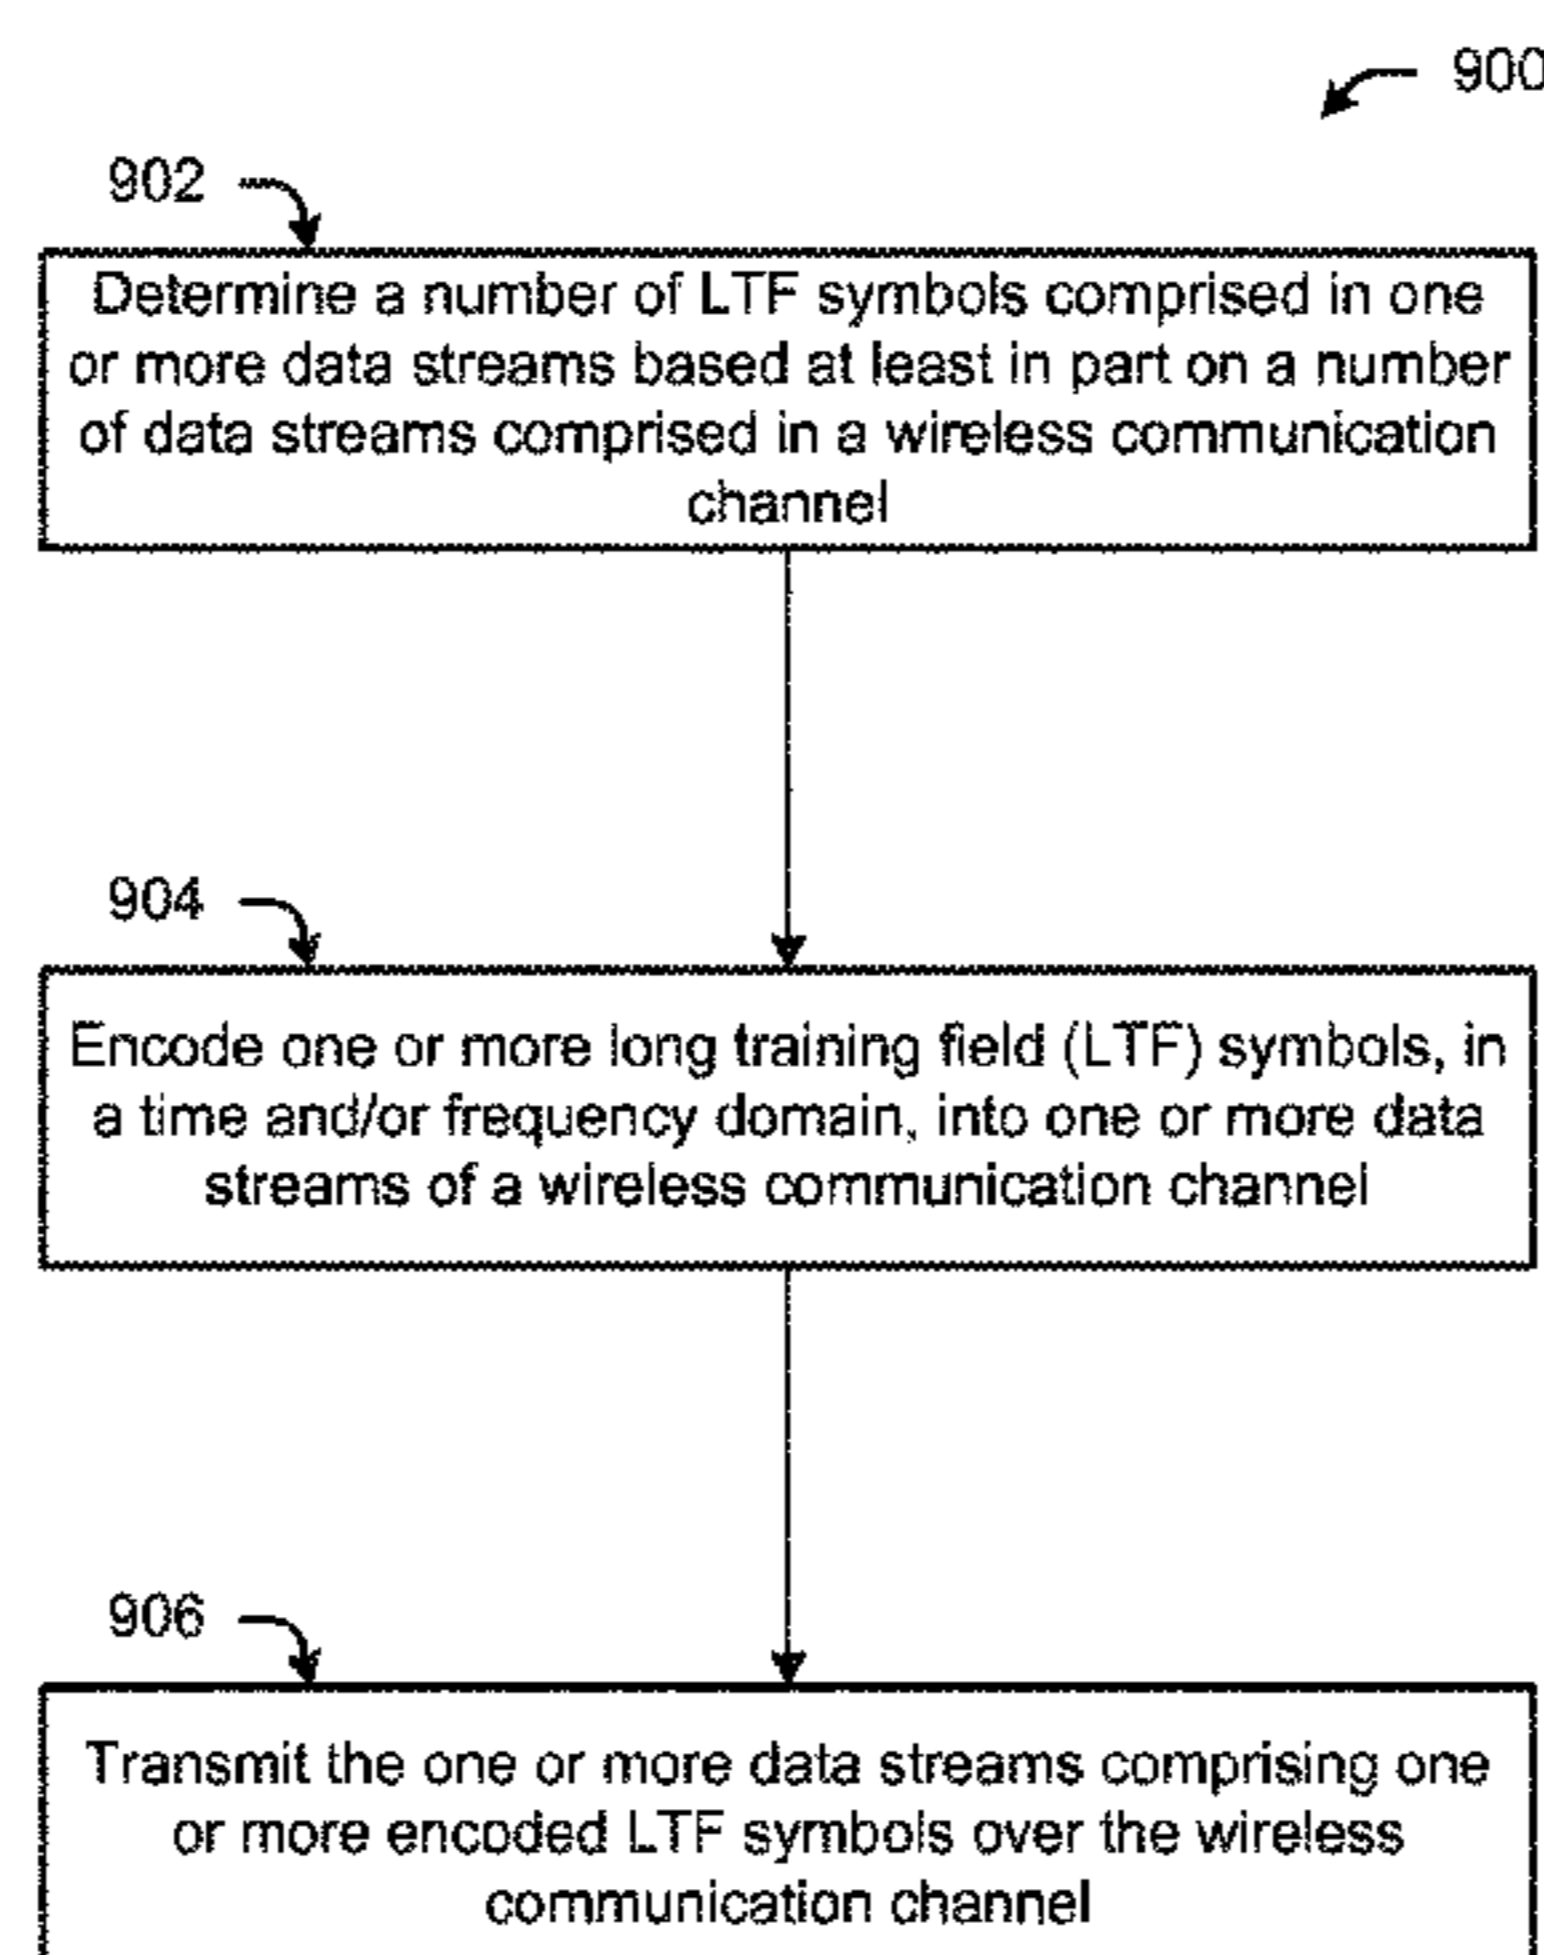 900
902
Determine a number of LTF symbols comprised in one
or more data streams based at least in part on a number
of data streams comprised in a wireless communication
channel
904
Encode one or more long training field (LTF) symbols, in
a time and/or frequency domain, into one or more data
streams of a wireless communication channel
906
Transmit the one or more data streams comprising one
or more encoded LTF symbols over the wireless
communication channel